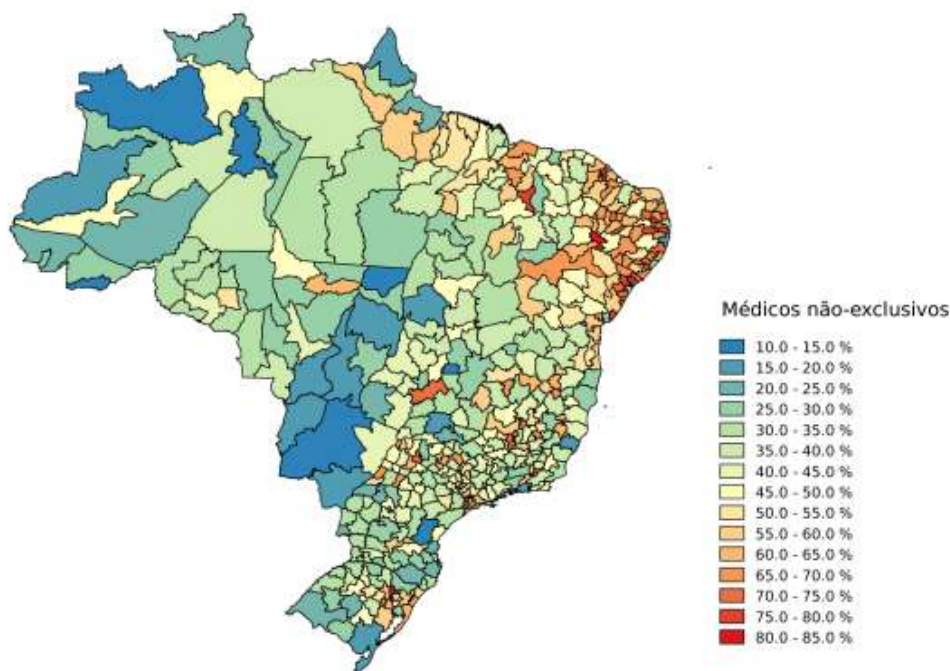 Médicos não-exclusivos
10.0 - 15.0 %
15.0 - 20.0 %
20.0 - 25.0 %
25.0 - 30.0 %
30.0 - 35.0 %
35.0 - 40.0 %
40.0 - 45.0 %
45.0 - 50.0 %
50.0 - 55.0 %
55.0 - 60.0 %
60.0 - 65.0 %
65.0 - 70.0 %
70.0 - 75.0 %
75.0 - 80.0 %
80.0 - 85.0 %